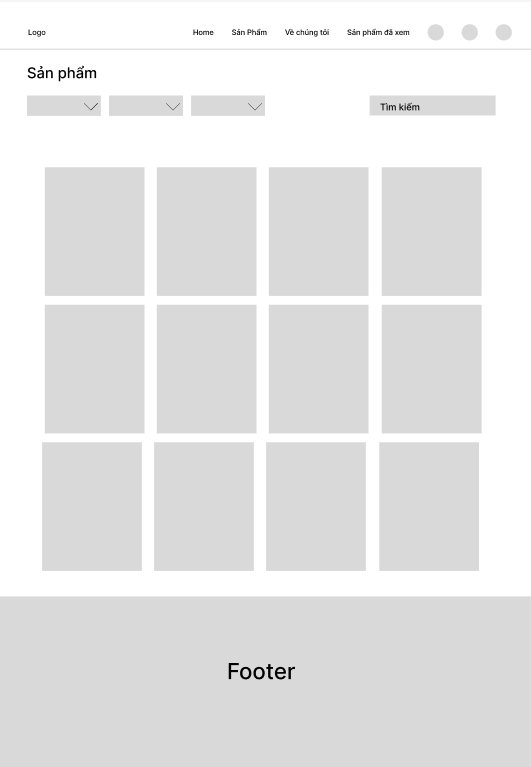 Logo Home Sản Phẩm Về chúng tôi Sản phẩm đã xem
Sản phẩm
Tìm kiếm
Footer